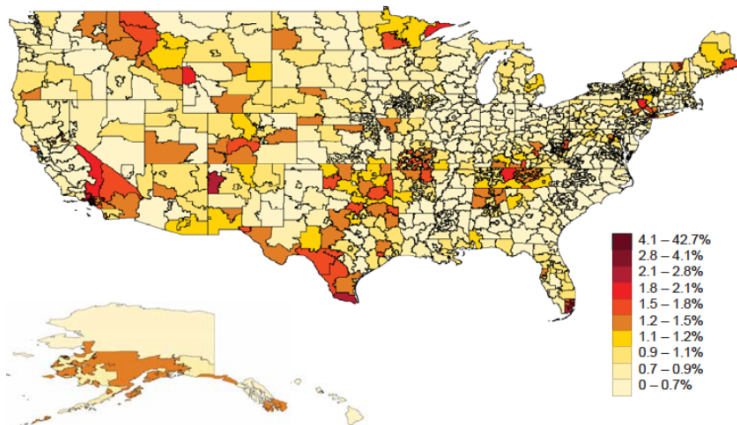 4.1 – 42.7%
2.8 – 4.1%
2.1 – 2.8%
1.8 – 2.1%
1.5 – 1.8%
1.2 – 1.5%
1.1 – 1.2%
0.9 – 1.1%
0.7 – 0.9%
0 – 0.7%